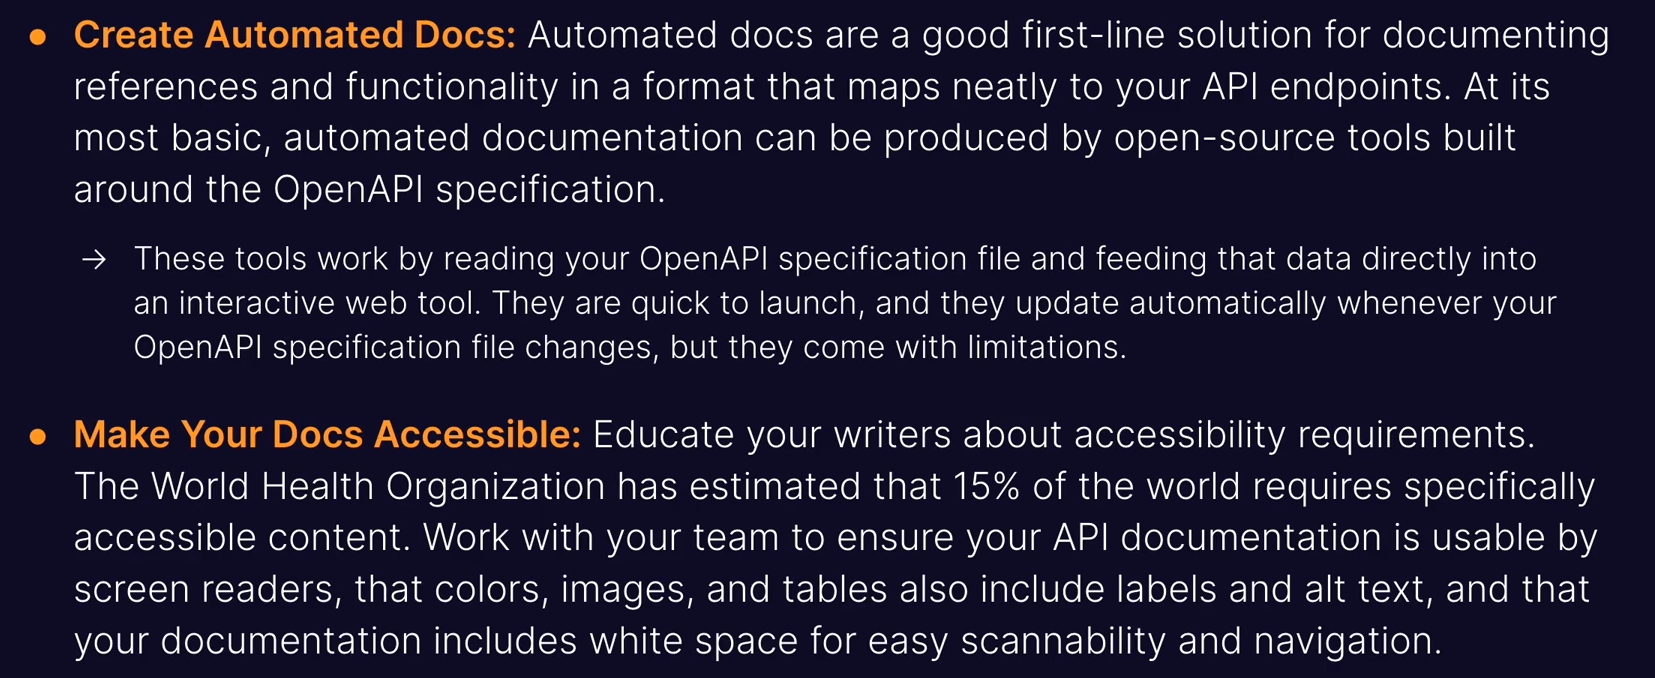 ● Create Automated Docs: Automated docs are a good first-line solution for documenting
references and functionality in a format that maps neatly to your API endpoints. At its
most basic, automated documentation can be produced by open-source tools built
around the OpenAPI specification.
→ These tools work by reading your OpenAPI specification file and feeding that data directly into
an interactive web tool. They are quick to launch, and they update automatically whenever your
OpenAPI specification file changes, but they come with limitations.
● Make Your Docs Accessible: Educate your writers about accessibility requirements.
The World Health Organization has estimated that 15% of the world requires specifically
accessible content. Work with your team to ensure your API documentation is usable by
screen readers, that colors, images, and tables also include labels and alt text, and that
your documentation includes white space for easy scannability and navigation.